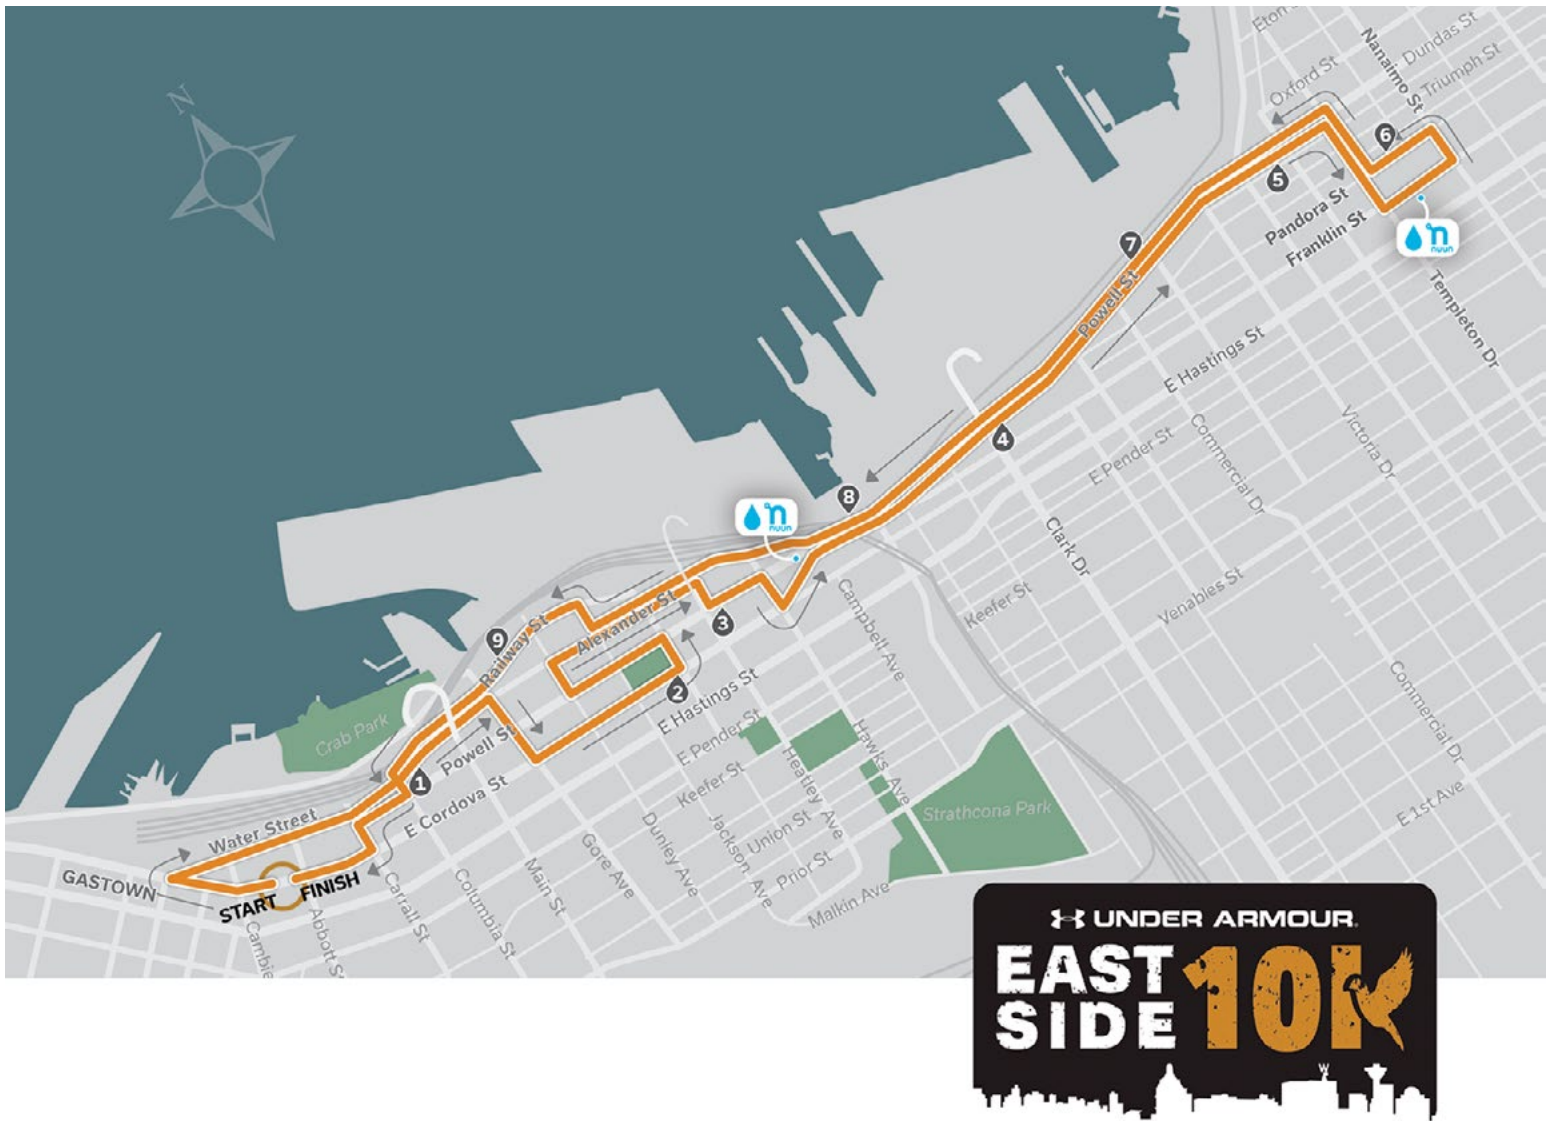 N
Eton
Nanaimo St
Dundas St
Triumph St
Oxford St
6
5
Pandora St
Franklin St
nuun
7
Powell St
Templeton Dr
E Hastings St
4
Victoria Dr
Commercial Dr
E Pender St
8
nuun
Clark Dr
Venables St
Keefer St
Campbell Ave
3
Alexander St
9
Railway St
2
E Hastings St
Commercial Dr
Crab Park
Powell St
E Pender St
Hawks Ave
Heatley Ave
Keefer St
1
E Cordova St
Water Street
Strathcona Park
E 1st Ave
Union St
Jackson Ave
Dunley Ave
Gore Ave
Prior St
Main St
Malkin Ave
GASTOWN
START
FINISH
Carrall St
Columbia St
Abbott S
Cambie
UNDER ARMOUR
EAST
SIDE
10K